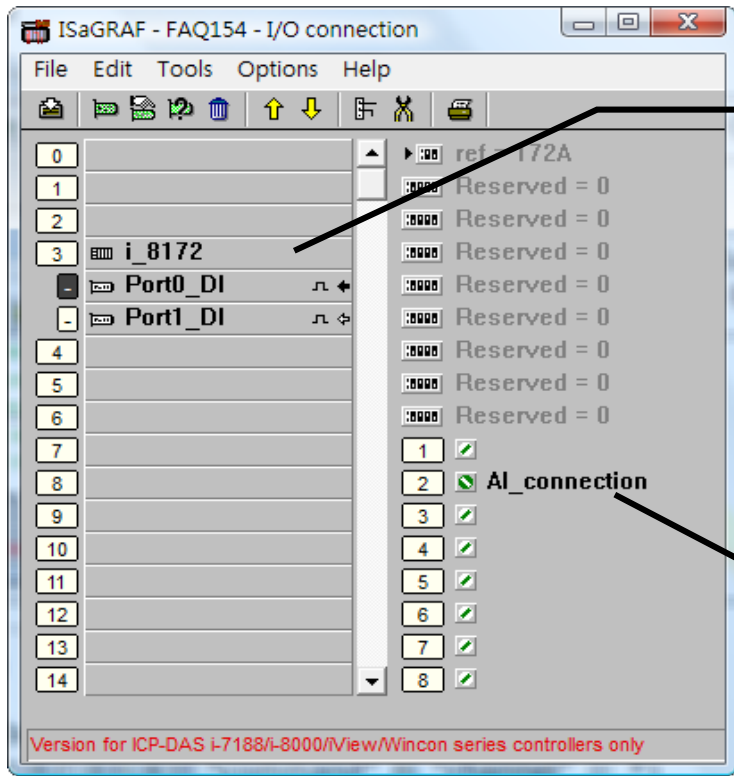 ISaGRAF - FAQ154 - I/O connection
File Edit Tools Options Help
0
1
2
3 i_8172
- Port0_DI
- Port1_DI
4
5
6
7
8
9
10
11
12
13
14
ref = 172A
Reserved = 0
Reserved = 0
Reserved = 0
Reserved = 0
Reserved = 0
Reserved = 0
Reserved = 0
Reserved = 0
1
2 AI_connection
3
4
5
6
7
8
Version for ICP-DAS i-7188/i-8000/iView/Wincon series controllers only